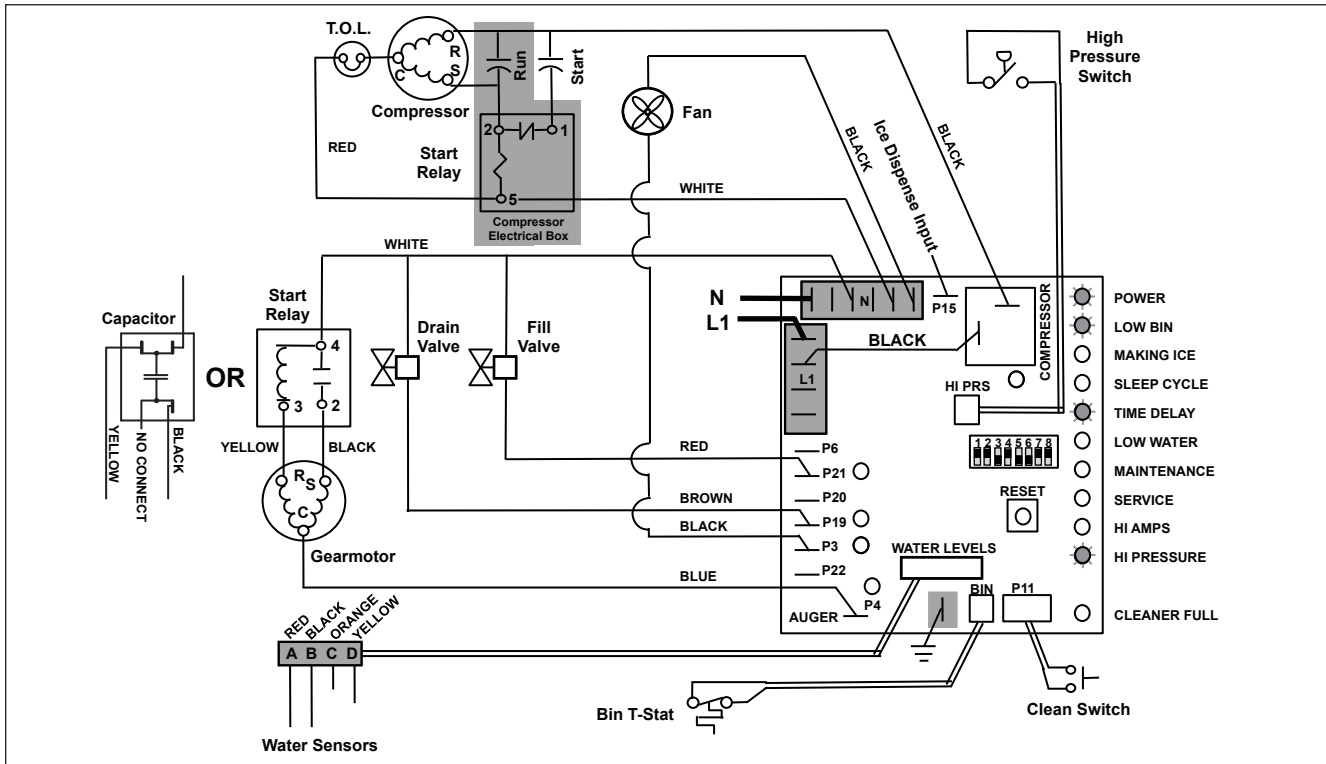 T.O.L.
R
S
C
Compressor
Run
Start
2
1
5
Start
Relay
Compressor
Electrical Box
RED
WHITE
Fan
BLACK
Ice Dispense Input
BLACK
High
Pressure
Switch
WHITE
Capacitor
YELLOW
NO CONNECT
BLACK
OR
Start
Relay
4
3
2
YELLOW
BLACK
R
S
C
Gearmotor
Drain
Valve
Fill
Valve
N
L1
N
L1
BLACK
P15
COMPRESSOR
HI PRS
1 2 3 4 5 6 7 8
RESET
RED
BROWN
BLACK
BLUE
P6
P21
P20
P19
P3
P22
P4
AUGER
WATER LEVELS
BIN
P11
POWER
LOW BIN
MAKING ICE
SLEEP CYCLE
TIME DELAY
LOW WATER
MAINTENANCE
SERVICE
HI AMPS
HI PRESSURE
CLEANER FULL
RED
BLACK
ORANGE
YELLOW
A B C D
Water Sensors
Bin T-Stat
Clean Switch